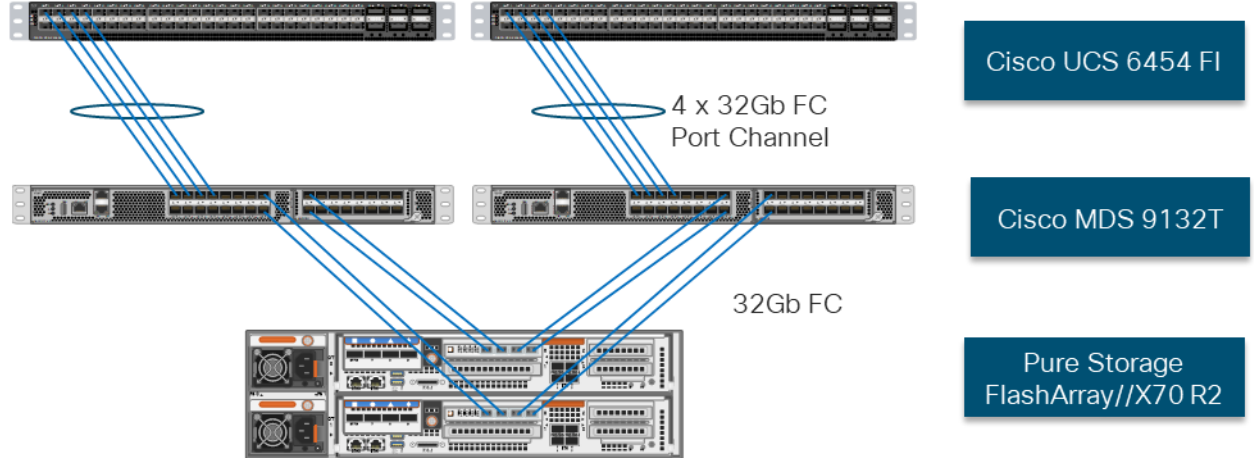 Cisco UCS 6454 FI
4 x 32Gb FC
Port Channel
Cisco MDS 9132T
32Gb FC
Pure Storage
FlashArray//X70 R2